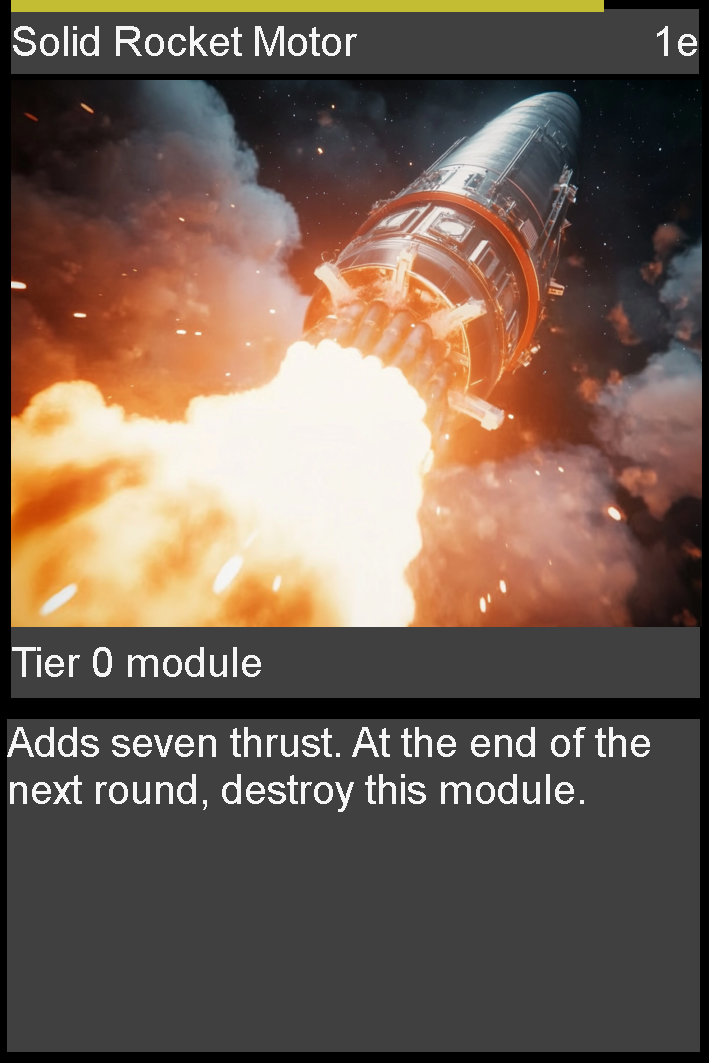 Solid Rocket Motor 1e
Tier 0 module
Adds seven thrust. At the end of the
next round, destroy this module.